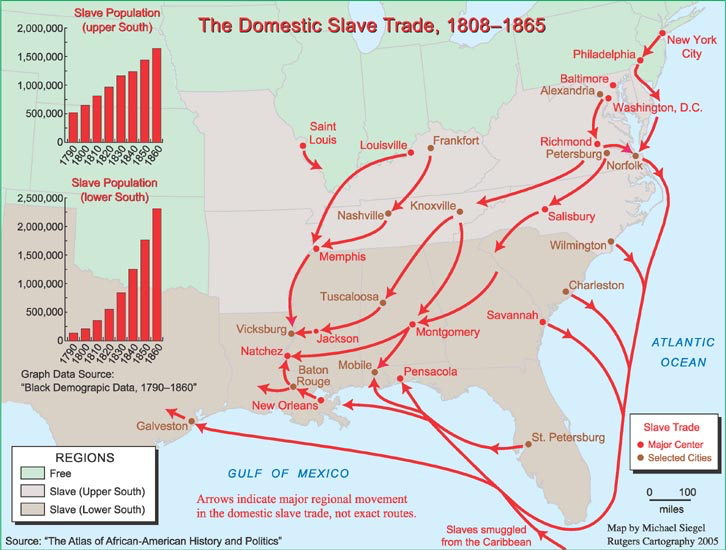 The Domestic Slave Trade, 1808–1865
Slave Population
(upper South)
2,000,000
1,500,000
1,000,000
500,000
0
1790
1800
1810
1820
1830
1840
1850
1860
Slave Population
(lower South)
2,500,000
2,000,000
1,500,000
1,000,000
500,000
0
1790
1800
1810
1820
1830
1840
1850
1860
Graph Data Source:
"Black Demograpic Data, 1790–1860"
New York
City
Philadelphia
Baltimore
Alexandria
Washington, D.C.
Richmond
Petersburg
Norfolk
Saint
Louis
Louisville
Frankfort
Nashville
Knoxville
Salisbury
Memphis
Wilmington
Tuscaloosa
Charleston
Vicksburg
Jackson
Montgomery
Savannah
Natchez
Mobile
Pensacola
Baton
Rouge
New Orleans
Galveston
St. Petersburg
ATLANTIC
OCEAN
GULF OF MEXICO
REGIONS
Free
Slave (Upper South)
Slave (Lower South)
Slave Trade
Major Center
Selected Cities
0 100
miles
Arrows indicate major regional movement
in the domestic slave trade, not exact routes.
Slaves smuggled
from the Caribbean
Map by Michael Siegel
Rutgers Cartography 2005
Source: "The Atlas of African-American History and Politics"